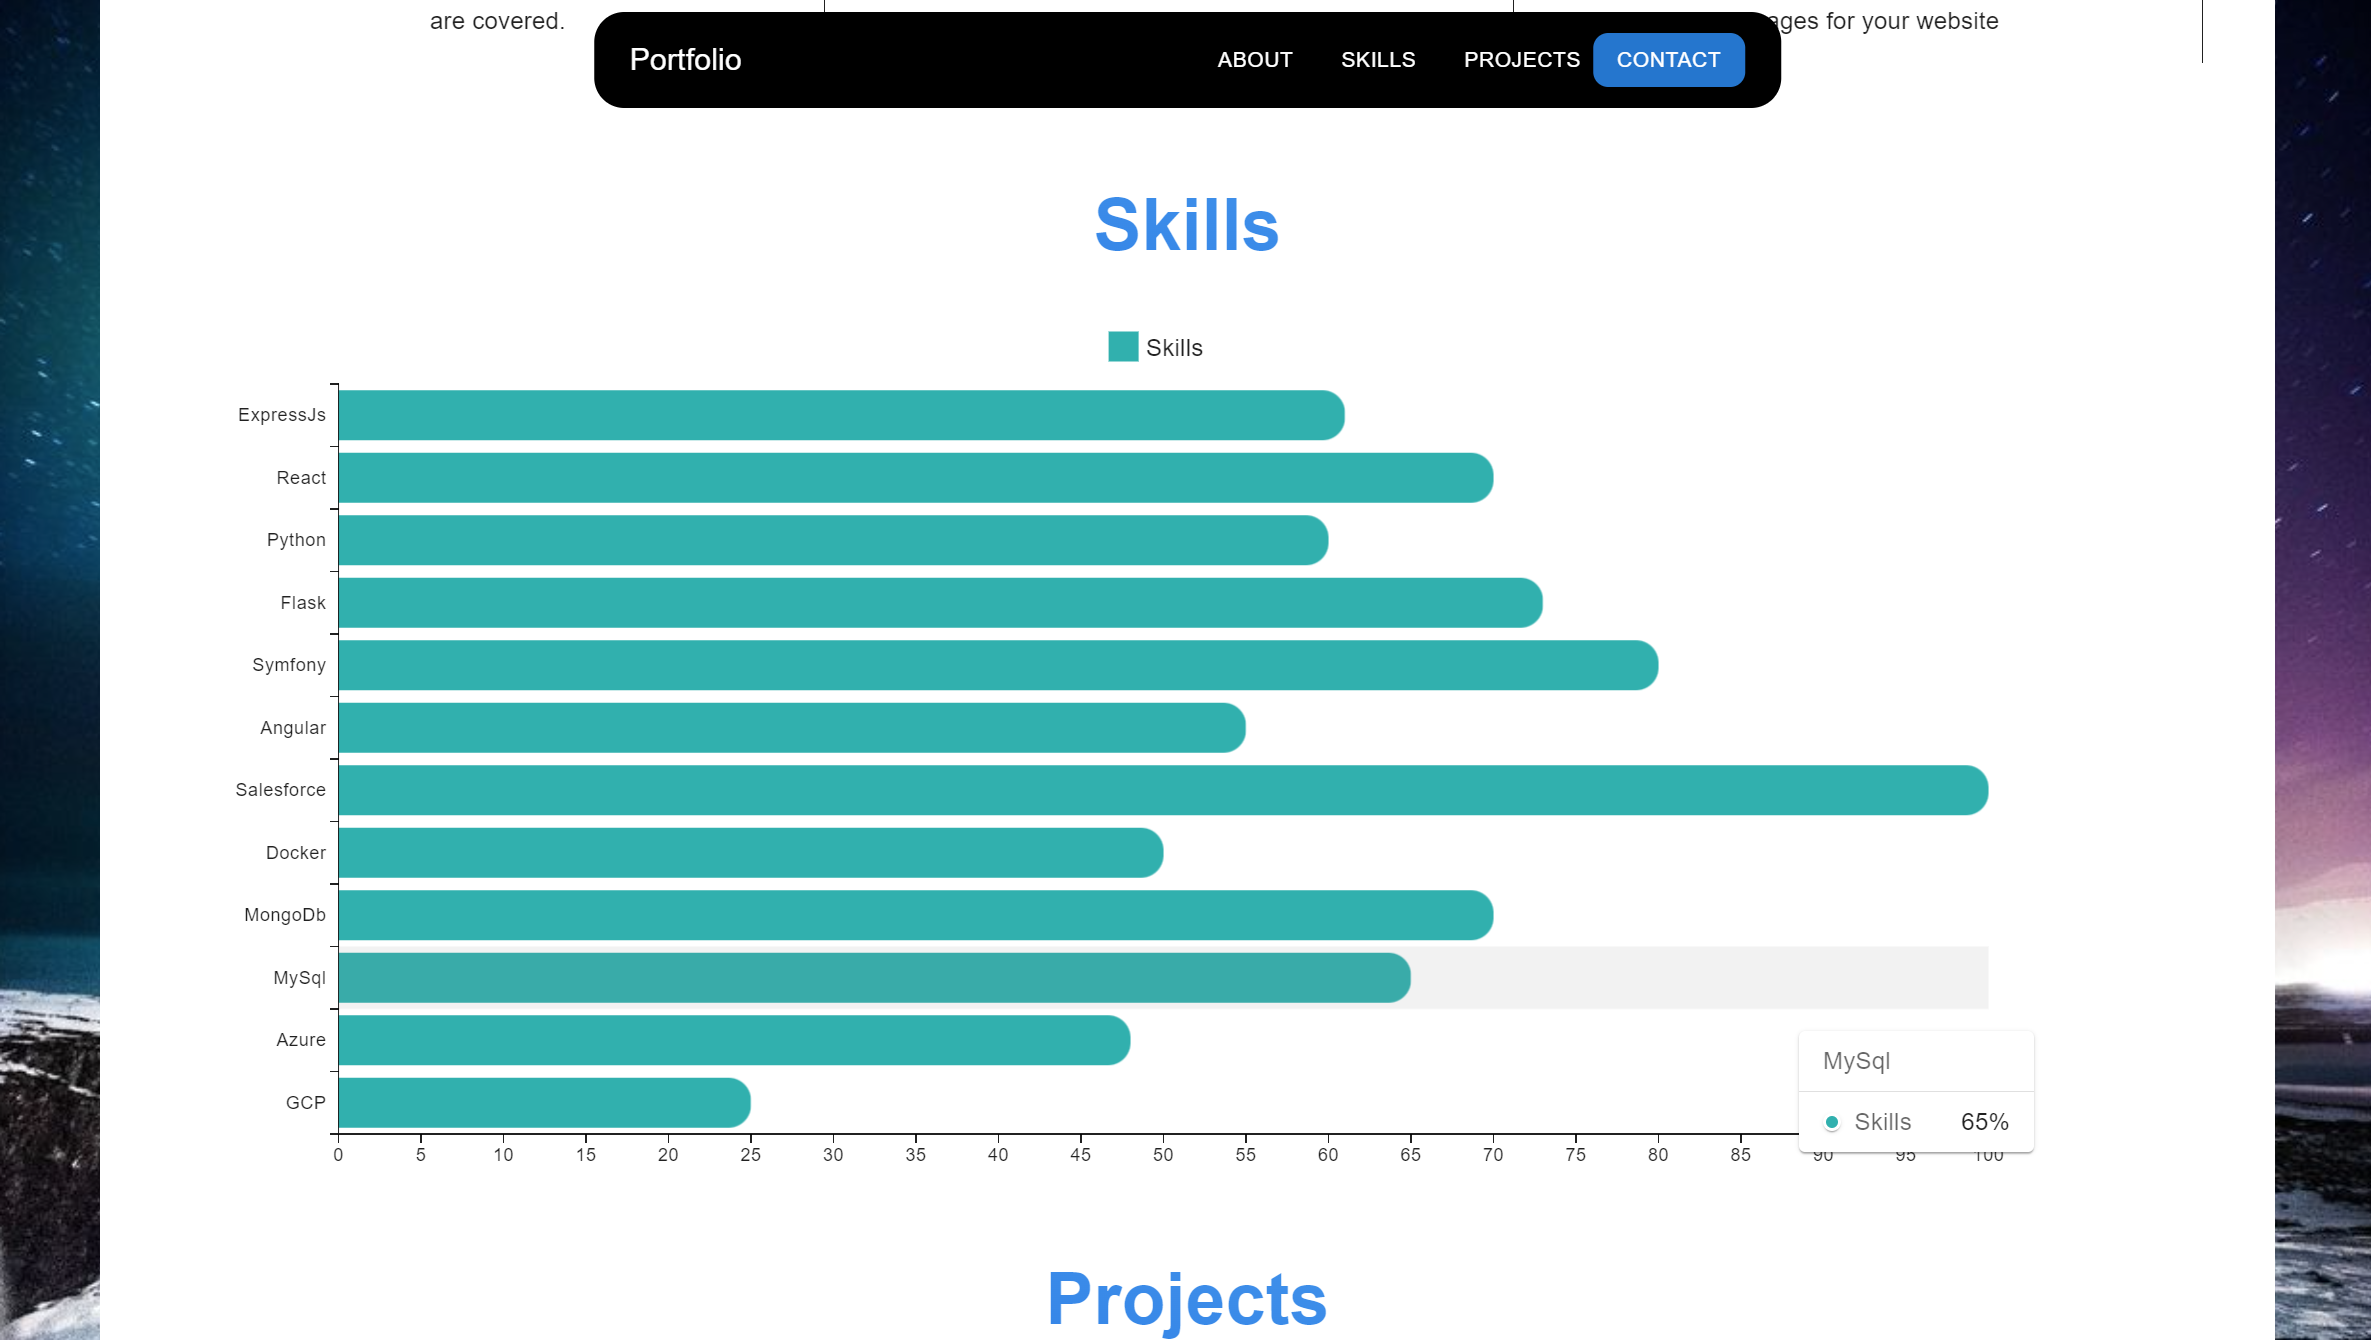 are covered.
ages for your website
Portfolio
ABOUT
SKILLS
PROJECTS
CONTACT
Skills
Skills
ExpressJs
React
Python
Flask
Symfony
Angular
Salesforce
Docker
MongoDb
MySql
Azure
GCP
MySql
Skills 65%
0 5 10 15 20 25 30 35 40 45 50 55 60 65 70 75 80 85 90 95 100
Projects